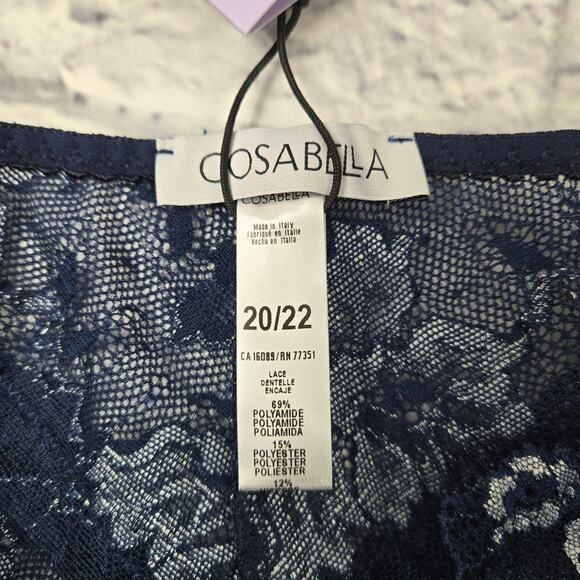 COSABELLA
COSABELLA
Made in Italy
Fabriqué en Italie
Hecho en Italia
20/22
CA 16089/RN 77351
LACE
DENTELLE
ENCAJE
69%
POLYAMIDE
POLYAMIDE
POLIAMIDA
15%
POLYESTER
POLYESTER
POLIESTER
12%